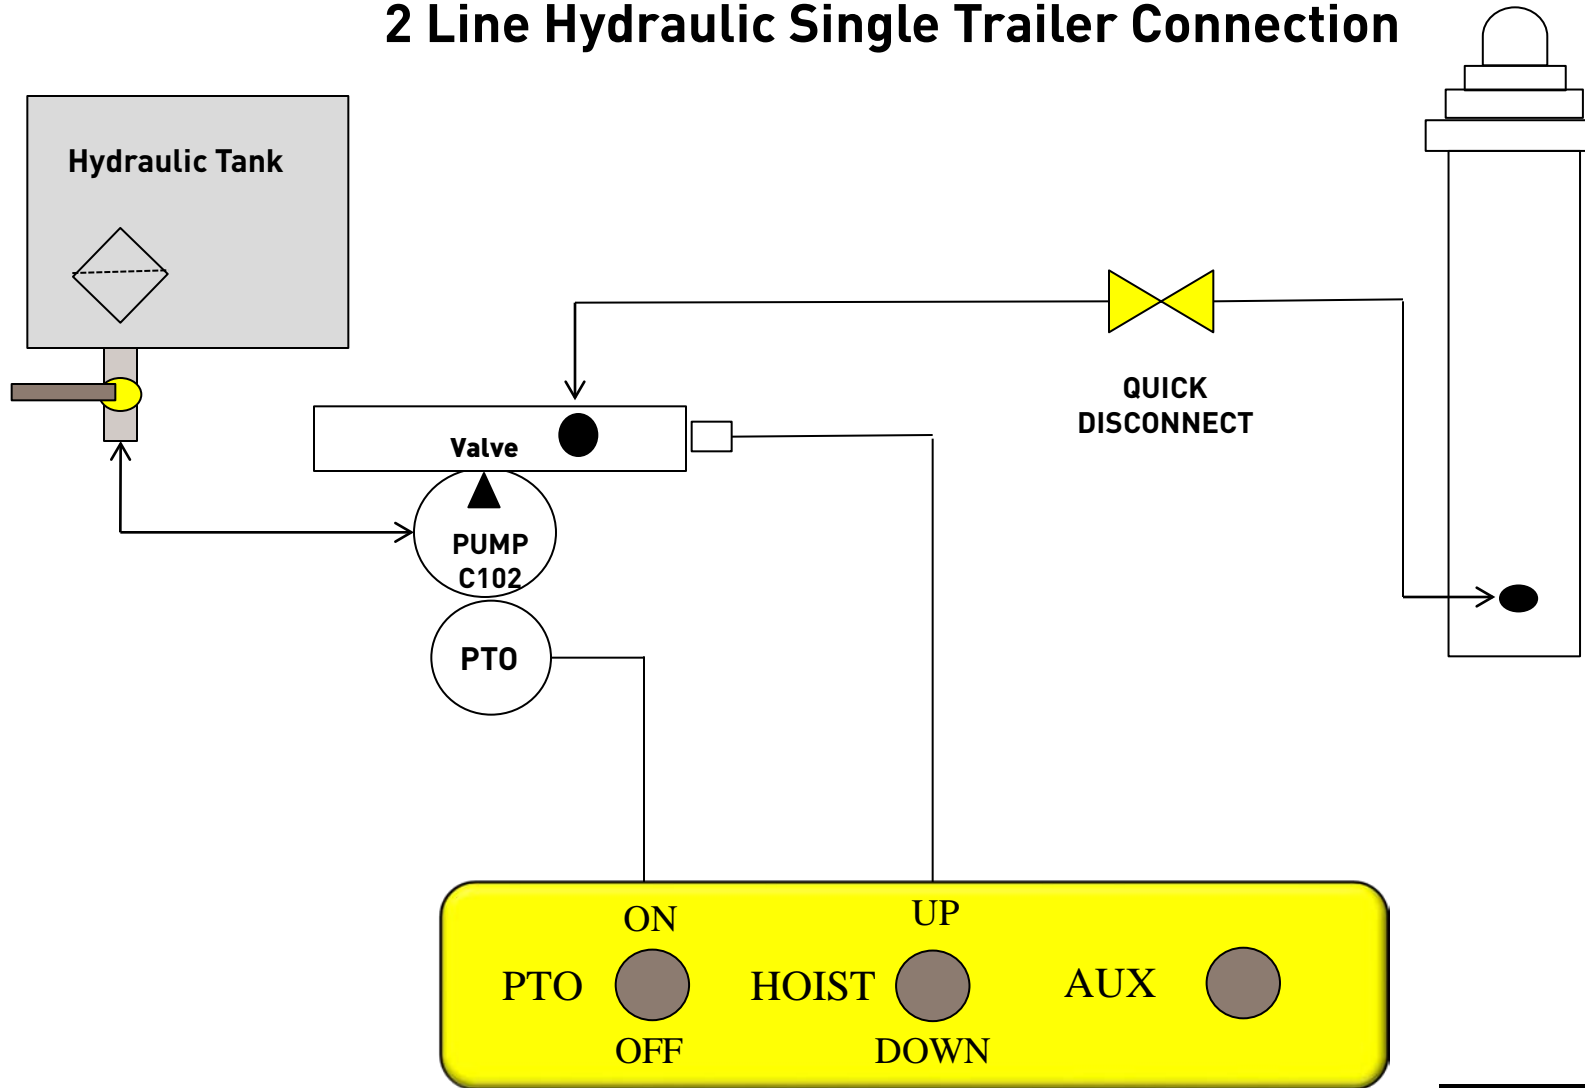 2 Line Hydraulic Single Trailer Connection
Hydraulic Tank
QUICK
DISCONNECT
Valve
PUMP
C102
PTO
ON
PTO
OFF
UP
HOIST
DOWN
AUX